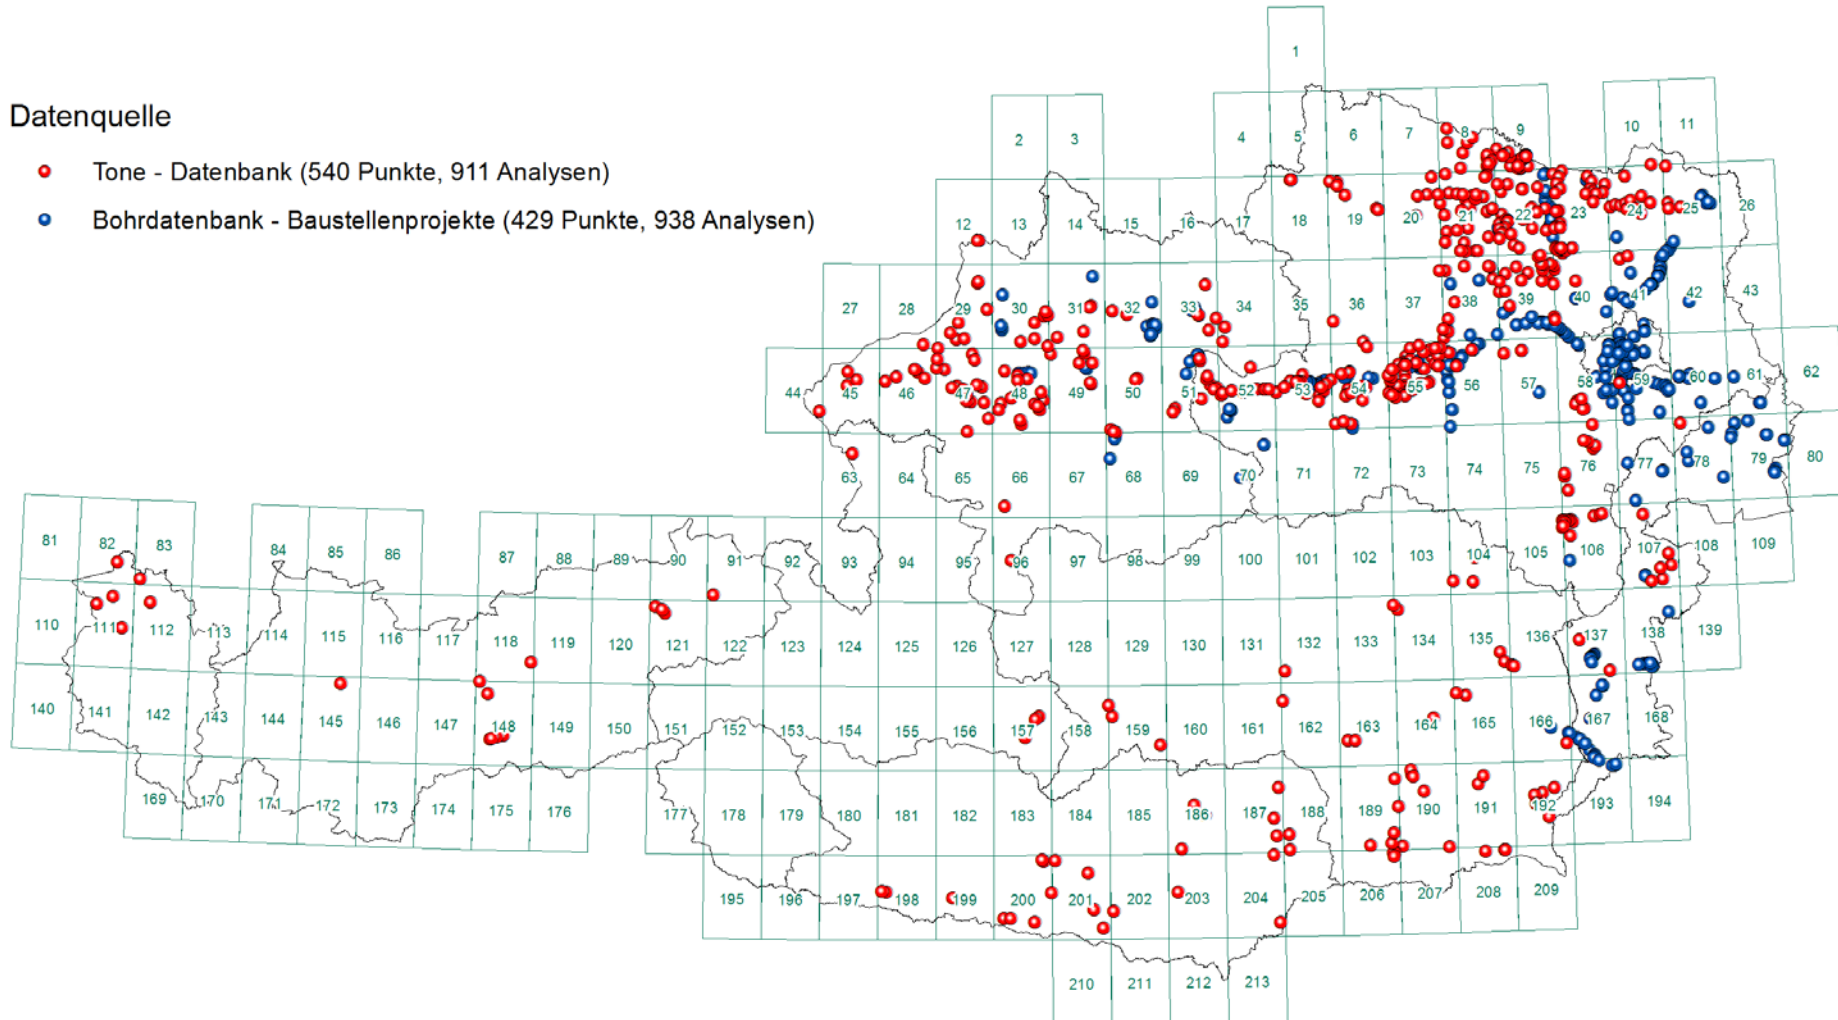 1
2 3 4 5 6 7 8 9 10 11
Datenquelle
Tone - Datenbank (540 Punkte, 911 Analysen)
Bohrdatenbank - Baustellenprojekte (429 Punkte, 938 Analysen)
12 13 14 15 16 17 18 19 20 21 22 23 24 25 26
27 28 29 30 31 32 33 34 35 36 37 38 39 40 41 42 43
44 45 46 47 48 49 50 51 52 53 54 55 56 57 58 59 60 61 62
63 64 65 66 67 68 69 70 71 72 73 74 75 76 77 78 79 80
81 82 83 84 85 86 87 88 89 90 91 92 93 94 95 96 97 98 99 100 101 102 103 104 105 106 107 108 109
110 111 112 113 114 115 116 117 118 119 120 121 122 123 124 125 126 127 128 129 130 131 132 133 134 135 136 137 138 139
140 141 142 143 144 145 146 147 148 149 150 151 152 153 154 155 156 157 158 159 160 161 162 163 164 165 166 167 168
169 170 171 172 173 174 175 176 177 178 179 180 181 182 183 184 185 186 187 188 189 190 191 192 193 194
195 196 197 198 199 200 201 202 203 204 205 206 207 208 209
210 211 212 213